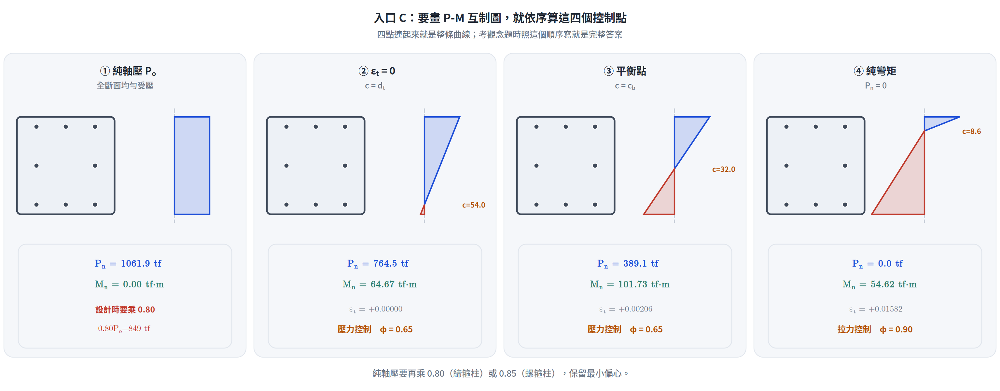 入口 C：要畫 P-M 互制圖，就依序算這四個控制點
四點連起來就是整條曲線；考觀念題時照這個順序寫就是完整答案
① 純軸壓 Pₒ
全斷面均勻受壓
Pₙ = 1061.9 tf
Mₙ = 0.00 tf·m
設計時要乘 0.80
0.80Pₒ=849 tf
② εₜ = 0
c = dₜ
c=54.0
Pₙ = 764.5 tf
Mₙ = 64.67 tf·m
εₜ = +0.00000
壓力控制 ϕ = 0.65
③ 平衡點
c = c_b
c=32.0
Pₙ = 389.1 tf
Mₙ = 101.73 tf·m
εₜ = +0.00206
壓力控制 ϕ = 0.65
④ 純彎矩
Pₙ = 0
c=8.6
Pₙ = 0.0 tf
Mₙ = 54.62 tf·m
εₜ = +0.01582
拉力控制 ϕ = 0.90
純軸壓要再乘 0.80（締箍柱）或 0.85（螺箍柱），保留最小偏心。